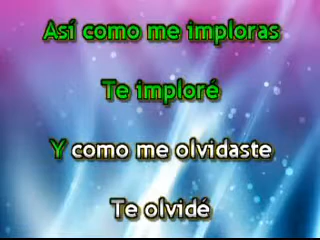 Así como me imploras
Te imploré
Y como me olvidaste
Te olvidé